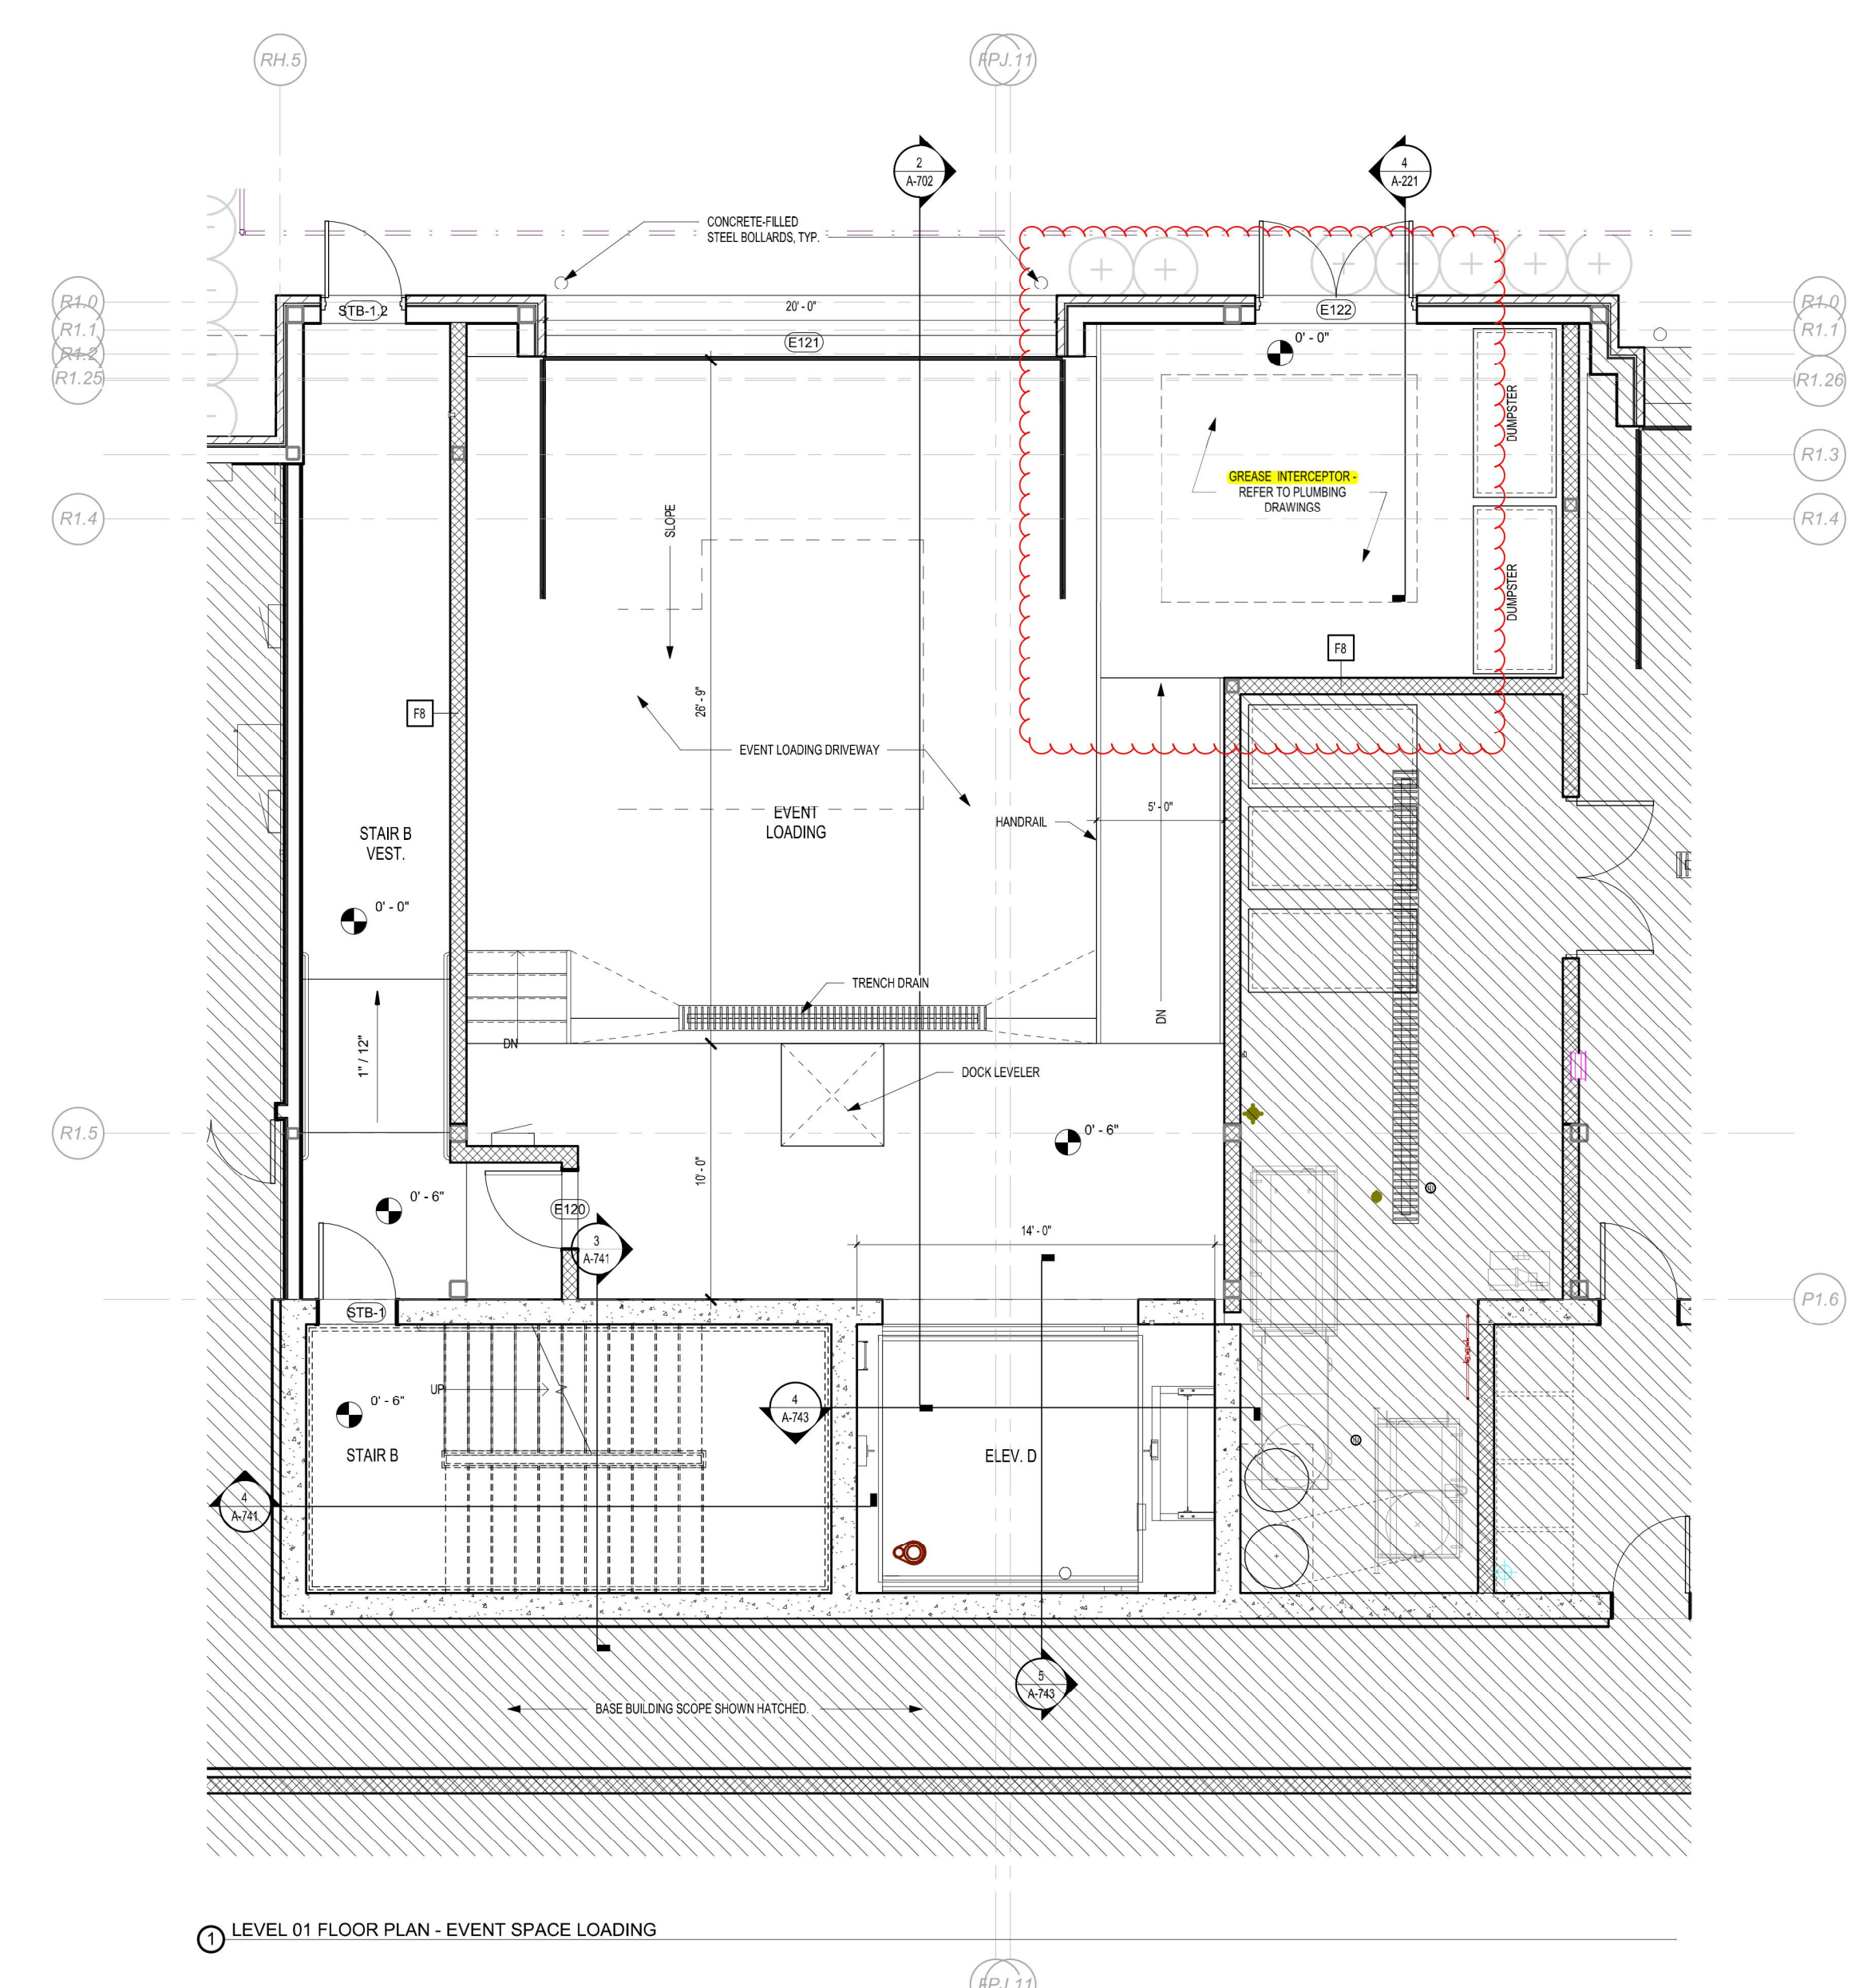 RH.5
FPJ.11
2
A-702
4
A-221
CONCRETE-FILLED
STEEL BOLLARDS, TYP.
R1.0
R1.1
R1.2
R1.25
R1.4
R1.5
STB-1.2
20' - 0"
E121
E122
0' - 0"
R1.0
R1.1
R1.26
R1.3
R1.4
P1.6
DUMPSTER
GREASE INTERCEPTOR -
REFER TO PLUMBING
DRAWINGS
DUMPSTER
SLOPE
F8
F8
26' - 9"
EVENT LOADING DRIVEWAY
EVENT
LOADING
HANDRAIL
5' - 0"
STAIR B
VEST.
0' - 0"
TRENCH DRAIN
DN
DN
1" / 12"
DOCK LEVELER
0' - 6"
10' - 0"
0' - 6"
E120
3
A-741
14' - 0"
STB-1
UP
0' - 6"
STAIR B
4
A-743
ELEV. D
4
A-741
5
A-743
BASE BUILDING SCOPE SHOWN HATCHED.
1
LEVEL 01 FLOOR PLAN - EVENT SPACE LOADING
FPJ.11